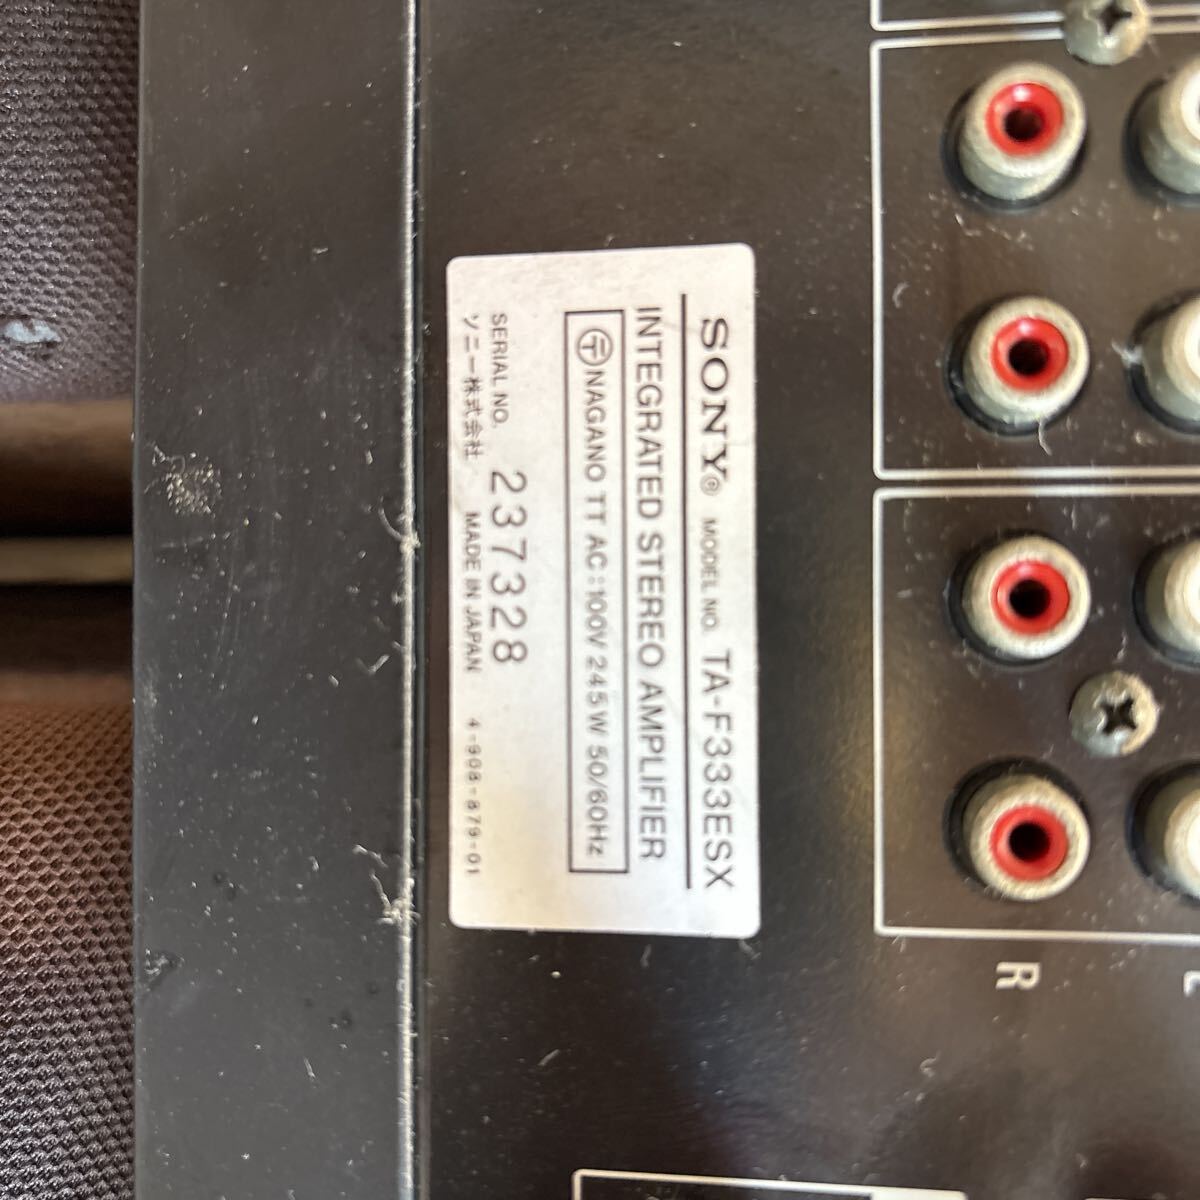 SONY® MODEL NO. TA-F333ESX
INTEGRATED STEREO AMPLIFIER
〶 NAGANO TT AC:100V 245W 50/60Hz
SERIAL NO. 237328
ソニー株式会社 MADE IN JAPAN 4-908-879-01
R
L